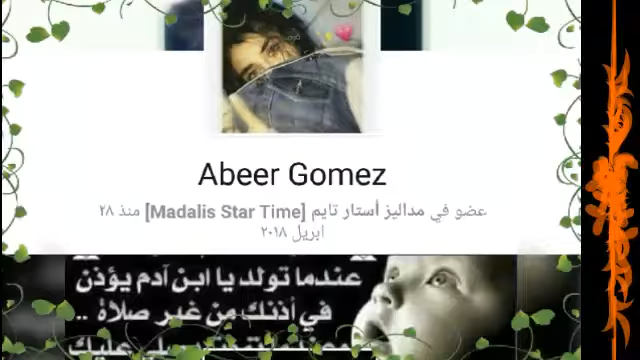 Abeer Gomez
عضو في مداليز أستار تايم [Madalis Star Time] منذ ٢٨
ابريل ٢٠١٨
عندما تولد يا ابن آدم يؤذن
في أذنك من غير صلاة ..